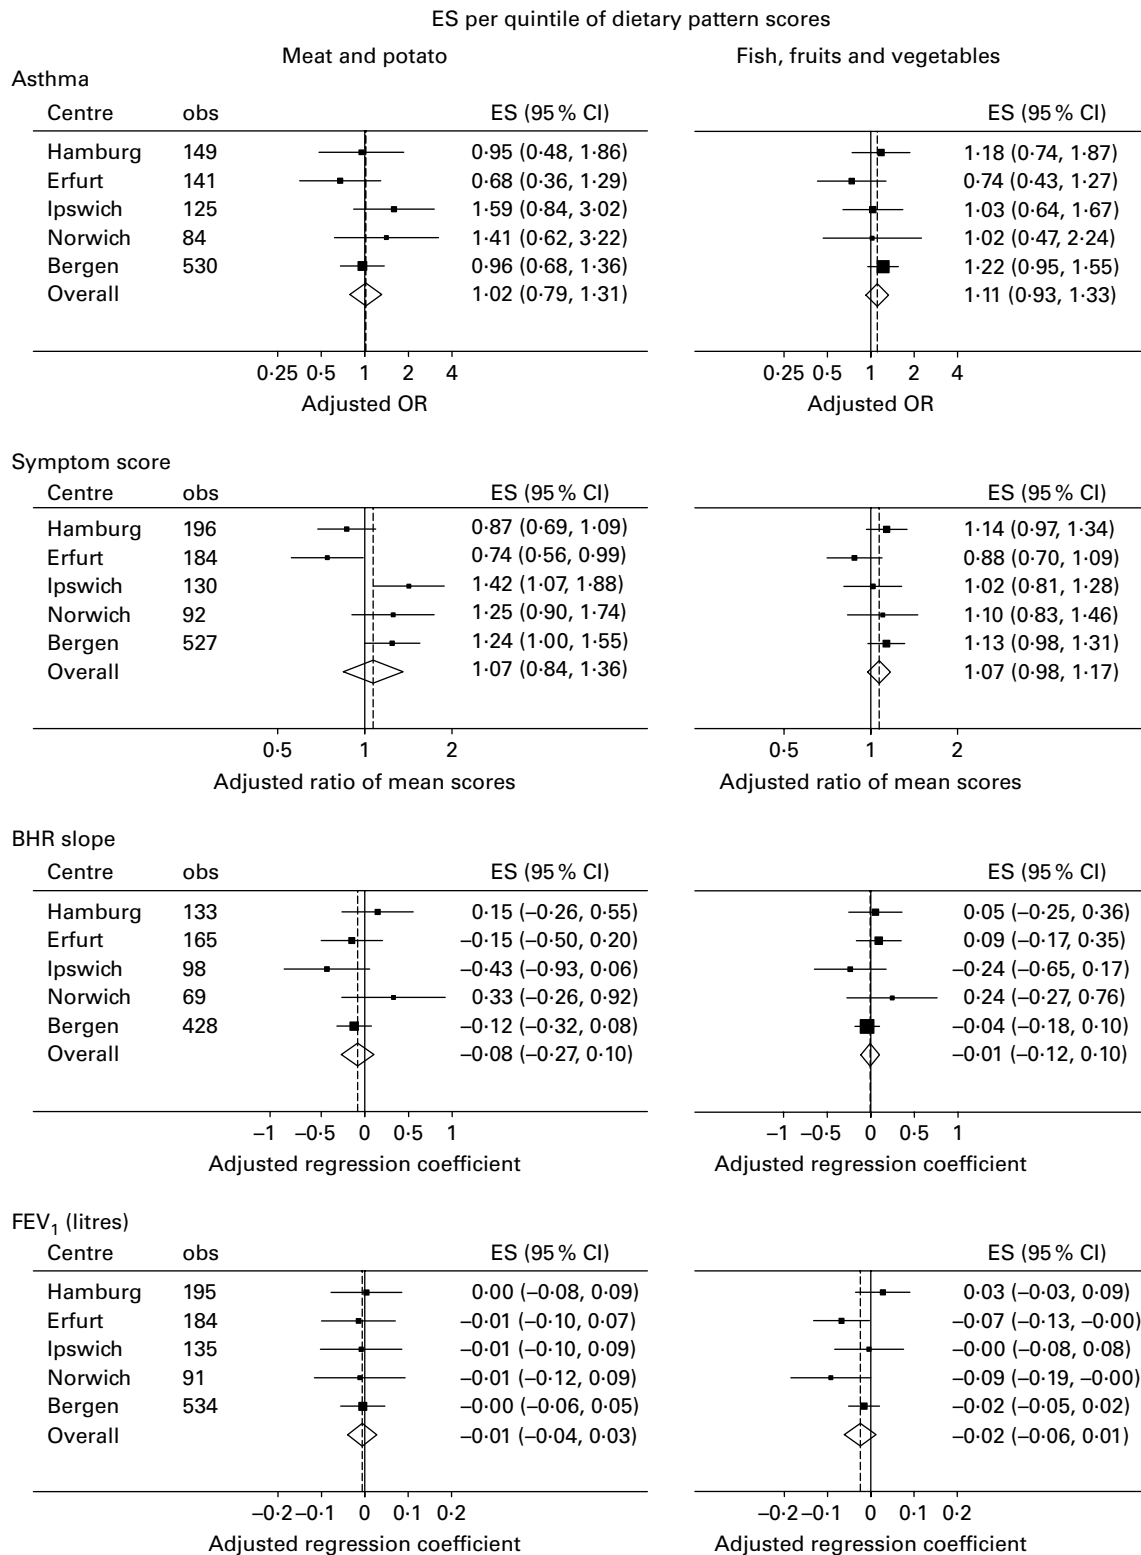 ES per quintile of dietary pattern scores
Meat and potato Fish, fruits and vegetables
Asthma
Centre obs ES (95 % CI) ES (95 % CI)
Hamburg 149 0·95 (0·48, 1·86) 1·18 (0·74, 1·87)
Erfurt 141 0·68 (0·36, 1·29) 0·74 (0·43, 1·27)
Ipswich 125 1·59 (0·84, 3·02) 1·03 (0·64, 1·67)
Norwich 84 1·41 (0·62, 3·22) 1·02 (0·47, 2·24)
Bergen 530 0·96 (0·68, 1·36) 1·22 (0·95, 1·55)
Overall 1·02 (0·79, 1·31) 1·11 (0·93, 1·33)
0·25 0·5 1 2 4 0·25 0·5 1 2 4
Adjusted OR Adjusted OR
Symptom score
Centre obs ES (95 % CI) ES (95 % CI)
Hamburg 196 0·87 (0·69, 1·09) 1·14 (0·97, 1·34)
Erfurt 184 0·74 (0·56, 0·99) 0·88 (0·70, 1·09)
Ipswich 130 1·42 (1·07, 1·88) 1·02 (0·81, 1·28)
Norwich 92 1·25 (0·90, 1·74) 1·10 (0·83, 1·46)
Bergen 527 1·24 (1·00, 1·55) 1·13 (0·98, 1·31)
Overall 1·07 (0·84, 1·36) 1·07 (0·98, 1·17)
0·5 1 2 0·5 1 2
Adjusted ratio of mean scores Adjusted ratio of mean scores
BHR slope
Centre obs ES (95 % CI) ES (95 % CI)
Hamburg 133 0·15 (–0·26, 0·55) 0·05 (–0·25, 0·36)
Erfurt 165 –0·15 (–0·50, 0·20) 0·09 (–0·17, 0·35)
Ipswich 98 –0·43 (–0·93, 0·06) –0·24 (–0·65, 0·17)
Norwich 69 0·33 (–0·26, 0·92) 0·24 (–0·27, 0·76)
Bergen 428 –0·12 (–0·32, 0·08) –0·04 (–0·18, 0·10)
Overall –0·08 (–0·27, 0·10) –0·01 (–0·12, 0·10)
–1 –0·5 0 0·5 1 –1 –0·5 0 0·5 1
Adjusted regression coefficient Adjusted regression coefficient
FEV1 (litres)
Centre obs ES (95 % CI) ES (95 % CI)
Hamburg 195 0·00 (–0·08, 0·09) 0·03 (–0·03, 0·09)
Erfurt 184 –0·01 (–0·10, 0·07) –0·07 (–0·13, –0·00)
Ipswich 135 –0·01 (–0·10, 0·09) –0·00 (–0·08, 0·08)
Norwich 91 –0·01 (–0·12, 0·09) –0·09 (–0·19, –0·00)
Bergen 534 –0·00 (–0·06, 0·05) –0·02 (–0·05, 0·02)
Overall –0·01 (–0·04, 0·03) –0·02 (–0·06, 0·01)
–0·2 –0·1 0 0·1 0·2 –0·2 –0·1 0 0·1 0·2
Adjusted regression coefficient Adjusted regression coefficient